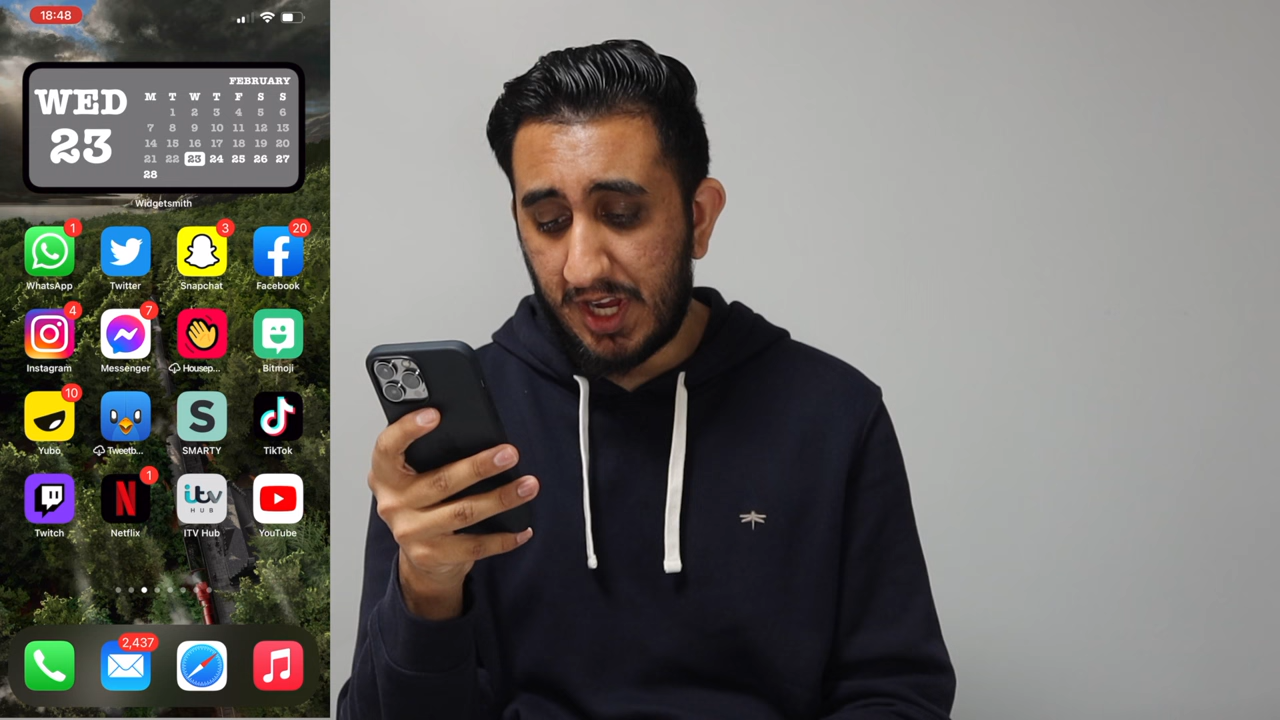 18:48
FEBRUARY
WED
23
M T W T F S S
1 2 3 4 5 6
7 8 9 10 11 12 13
14 15 16 17 18 19 20
21 22 23 24 25 26 27
28
Widgetsmith
1 3 20
WhatsApp Twitter Snapchat Facebook
4 7
Instagram Messenger Housep... Bitmoji
10
S
Yubo Tweetb... SMARTY TikTok
1
N itv HUB
Twitch Netflix ITV Hub YouTube
2,437